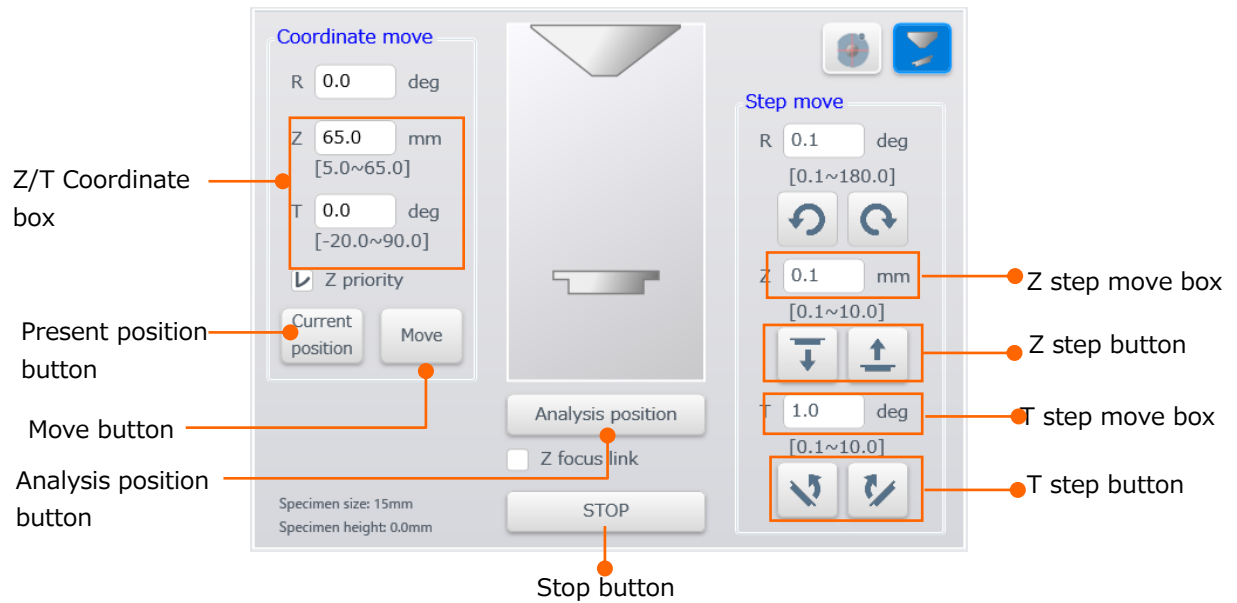 Coordinate move
R 0.0 deg
Z 65.0 mm
[5.0~65.0]
T 0.0 deg
[-20.0~90.0]
Z priority
Current
position
Move
Specimen size: 15mm
Specimen height: 0.0mm
Analysis position
Z focus link
STOP
Step move
R 0.1 deg
[0.1~180.0]
Z 0.1 mm
[0.1~10.0]
T 1.0 deg
[0.1~10.0]
Z/T Coordinate
box
Present position
button
Move button
Analysis position
button
Stop button
Z step move box
Z step button
T step move box
T step button